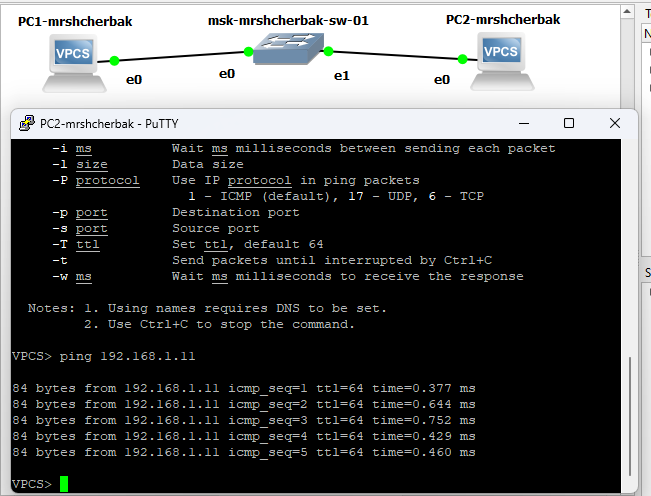 PC1-mrshcherbak
msk-mrshcherbak-sw-01
PC2-mrshcherbak
VPCS
VPCS
e0
e0
e1
e0
PC2-mrshcherbak - PuTTY
-i ms Wait ms milliseconds between sending each packet
-l size Data size
-P protocol Use IP protocol in ping packets
1 - ICMP (default), 17 - UDP, 6 - TCP
-p port Destination port
-s port Source port
-T ttl Set ttl, default 64
-t Send packets until interrupted by Ctrl+C
-w ms Wait ms milliseconds to receive the response
Notes: 1. Using names requires DNS to be set.
2. Use Ctrl+C to stop the command.
VPCS> ping 192.168.1.11
84 bytes from 192.168.1.11 icmp_seq=1 ttl=64 time=0.377 ms
84 bytes from 192.168.1.11 icmp_seq=2 ttl=64 time=0.644 ms
84 bytes from 192.168.1.11 icmp_seq=3 ttl=64 time=0.752 ms
84 bytes from 192.168.1.11 icmp_seq=4 ttl=64 time=0.429 ms
84 bytes from 192.168.1.11 icmp_seq=5 ttl=64 time=0.460 ms
VPCS>